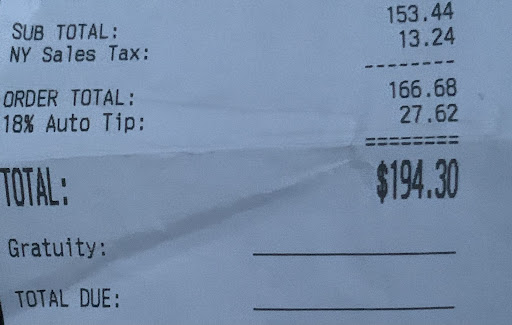 SUB TOTAL: 153.44
NY Sales Tax: 13.24
--------
ORDER TOTAL: 166.68
18% Auto Tip: 27.62
========
TOTAL: $194.30
Gratuity:
TOTAL DUE: